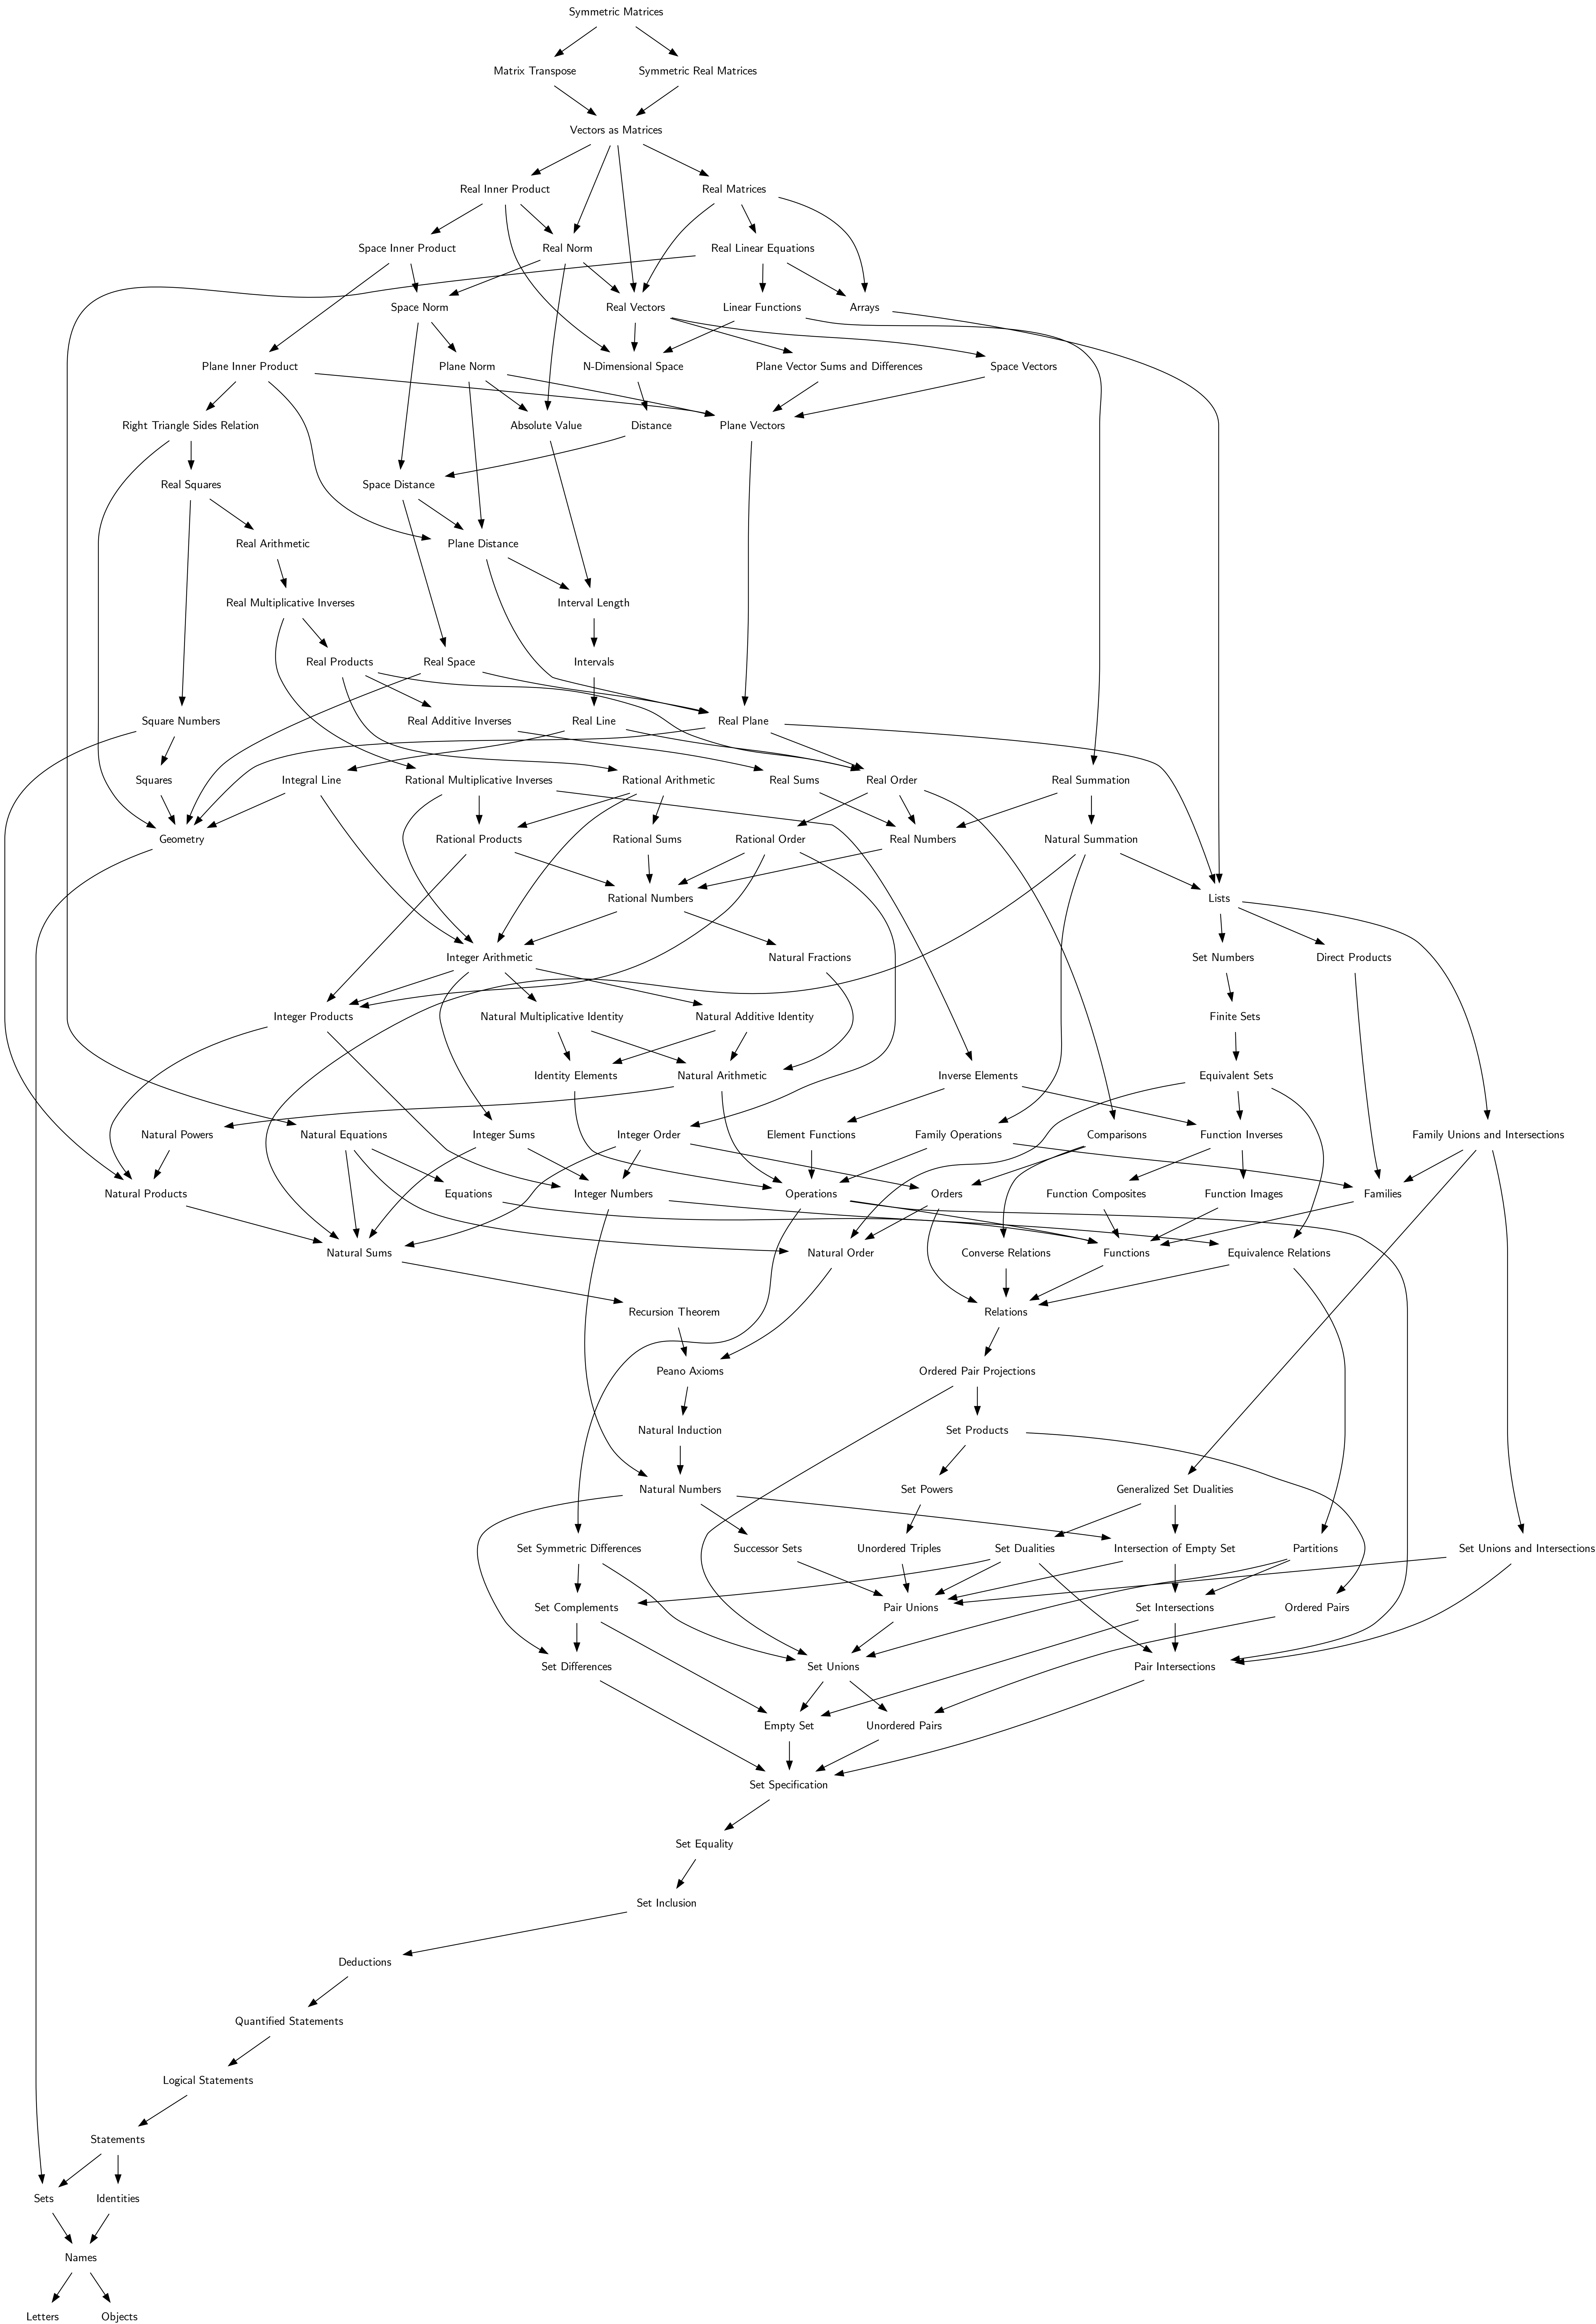 Symmetric Matrices
Matrix Transpose
Symmetric Real Matrices
Vectors as Matrices
Real Inner Product
Real Matrices
Space Inner Product
Real Norm
Real Linear Equations
Space Norm
Real Vectors
Linear Functions
Arrays
Plane Inner Product
Plane Norm
N-Dimensional Space
Plane Vector Sums and Differences
Space Vectors
Right Triangle Sides Relation
Absolute Value
Distance
Plane Vectors
Real Squares
Space Distance
Real Arithmetic
Plane Distance
Real Multiplicative Inverses
Interval Length
Real Products
Real Space
Intervals
Square Numbers
Real Additive Inverses
Real Line
Real Plane
Squares
Integral Line
Rational Multiplicative Inverses
Rational Arithmetic
Real Sums
Real Order
Real Summation
Geometry
Rational Products
Rational Sums
Rational Order
Real Numbers
Natural Summation
Rational Numbers
Lists
Integer Arithmetic
Natural Fractions
Set Numbers
Direct Products
Integer Products
Natural Multiplicative Identity
Natural Additive Identity
Finite Sets
Identity Elements
Natural Arithmetic
Inverse Elements
Equivalent Sets
Natural Powers
Natural Equations
Integer Sums
Integer Order
Element Functions
Family Operations
Comparisons
Function Inverses
Family Unions and Intersections
Natural Products
Equations
Integer Numbers
Operations
Orders
Function Composites
Function Images
Families
Natural Sums
Natural Order
Converse Relations
Functions
Equivalence Relations
Recursion Theorem
Relations
Peano Axioms
Ordered Pair Projections
Natural Induction
Set Products
Natural Numbers
Set Powers
Generalized Set Dualities
Set Symmetric Differences
Successor Sets
Unordered Triples
Set Dualities
Intersection of Empty Set
Partitions
Set Unions and Intersections
Set Complements
Pair Unions
Set Intersections
Ordered Pairs
Set Differences
Set Unions
Pair Intersections
Empty Set
Unordered Pairs
Set Specification
Set Equality
Set Inclusion
Deductions
Quantified Statements
Logical Statements
Statements
Sets
Identities
Names
Letters
Objects